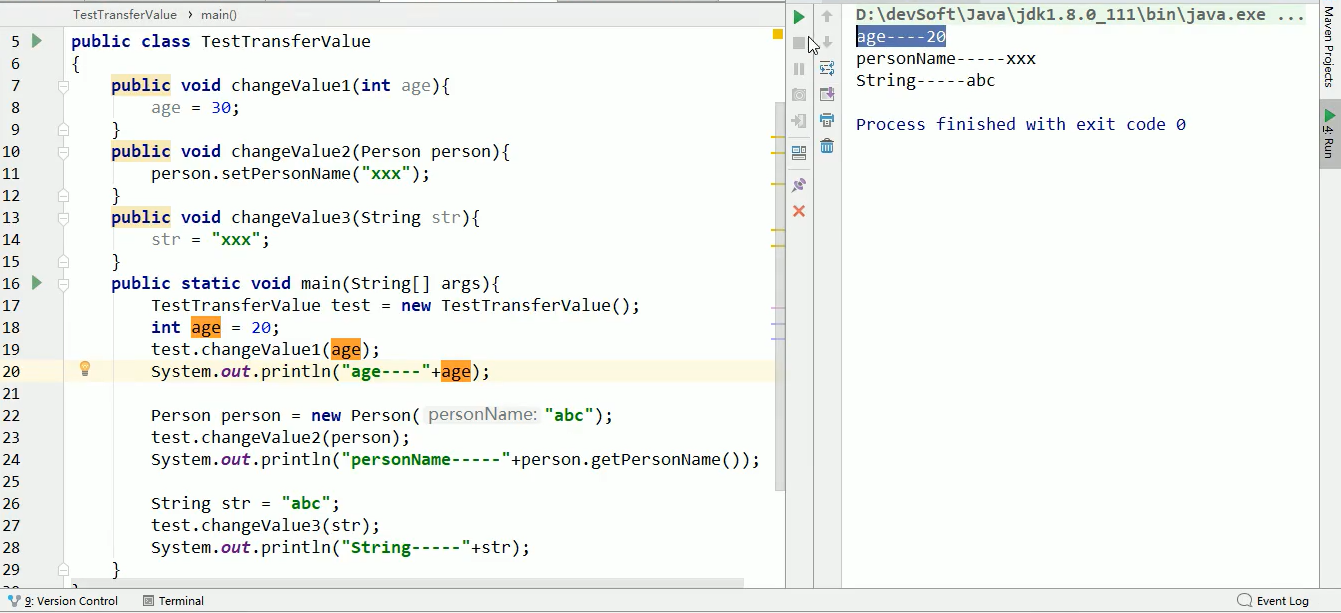 TestTransferValue › main()
5 public class TestTransferValue
6 {
7 public void changeValue1(int age){
8 age = 30;
9 }
10 public void changeValue2(Person person){
11 person.setPersonName("xxx");
12 }
13 public void changeValue3(String str){
14 str = "xxx";
15 }
16 public static void main(String[] args){
17 TestTransferValue test = new TestTransferValue();
18 int age = 20;
19 test.changeValue1(age);
20 System.out.println("age----"+age);
21
22 Person person = new Person( personName: "abc");
23 test.changeValue2(person);
24 System.out.println("personName-----"+person.getPersonName());
25
26 String str = "abc";
27 test.changeValue3(str);
28 System.out.println("String-----"+str);
29 }
D:\devSoft\Java\jdk1.8.0_111\bin\java.exe ...
age----20
personName-----xxx
String-----abc
Process finished with exit code 0
Maven Projects
4: Run
9: Version Control
Terminal
Event Log